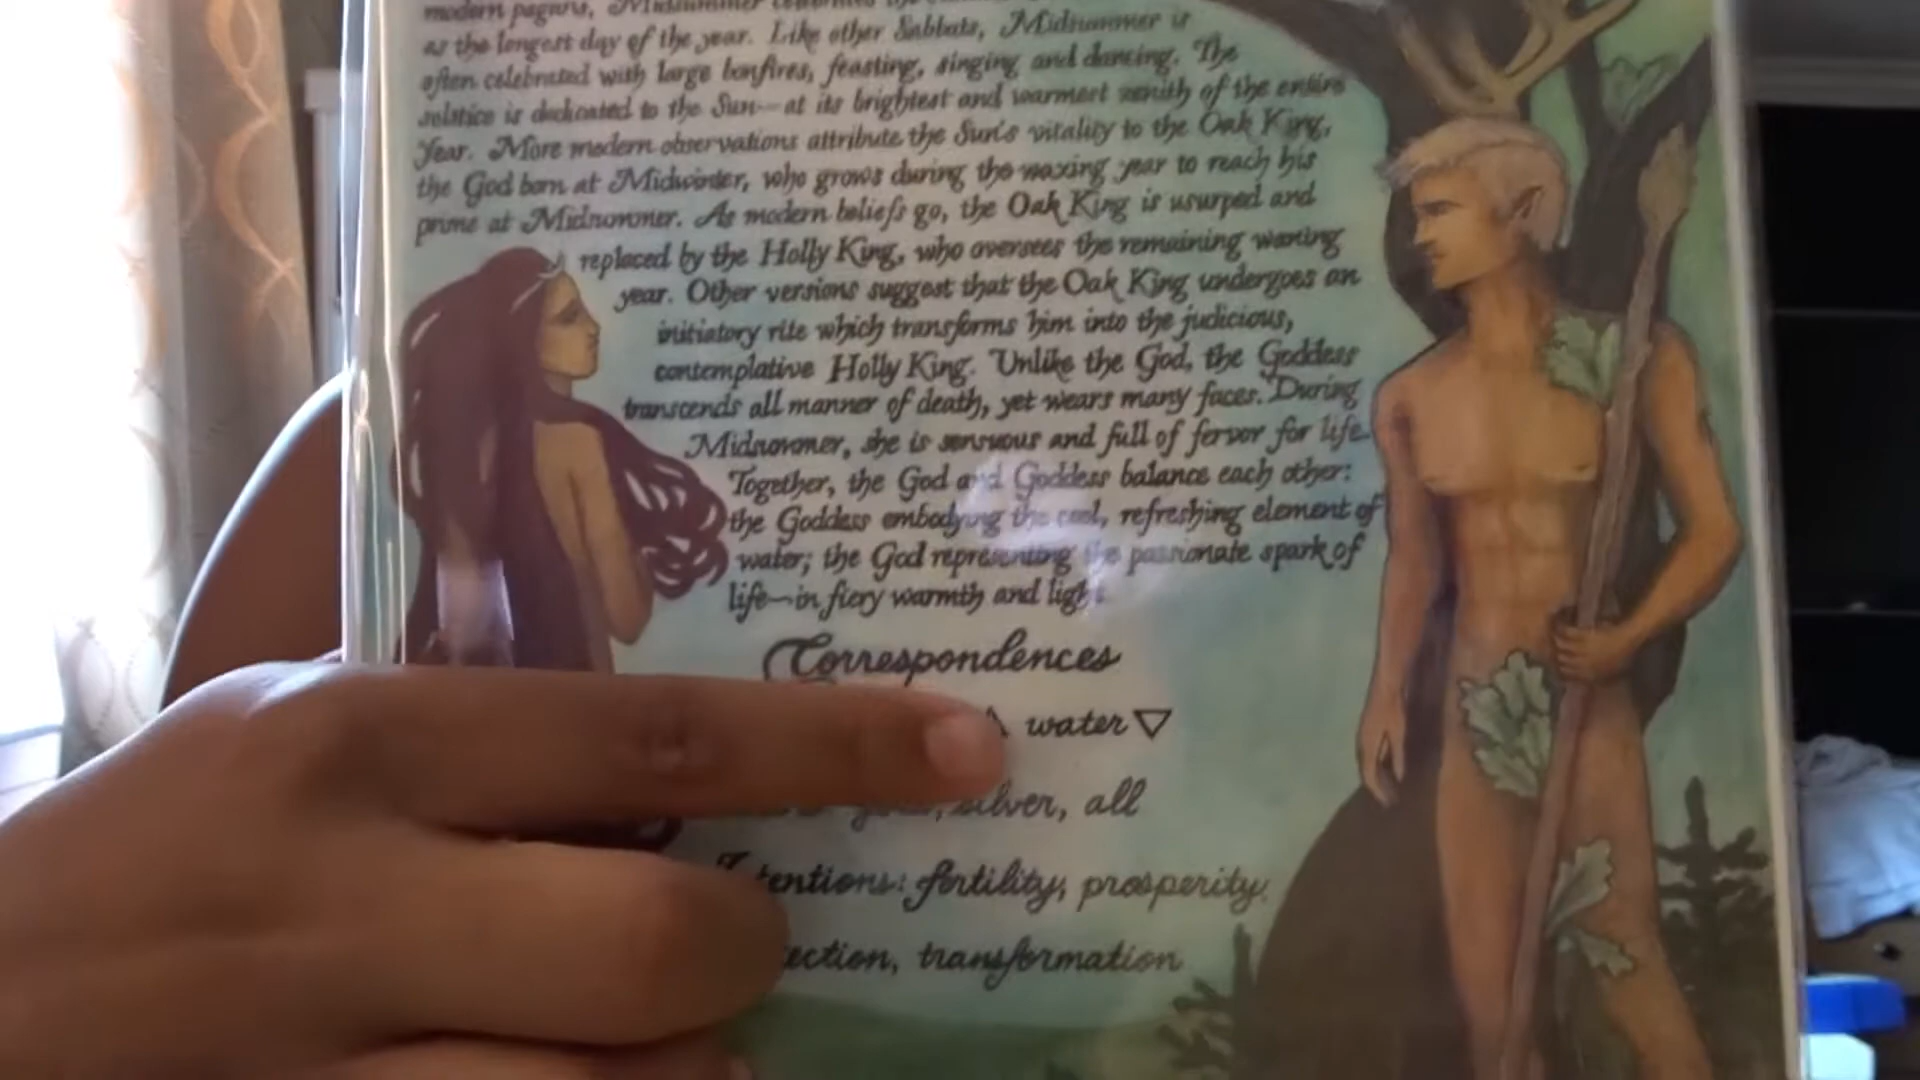 modern pagans, Midsummer celebrates the
as the longest day of the year. Like other Sabbats, Midsummer is
often celebrated with large bonfires, feasting, singing and dancing. The
solstice is dedicated to the Sun—at its brightest and warmest zenith of the entire
Year. More modern observations attribute the Sun's vitality to the Oak King,
the God born at Midwinter, who grows during the waxing year to reach his
prime at Midsummer. As modern beliefs go, the Oak King is usurped and
replaced by the Holly King, who oversees the remaining waning
year. Other versions suggest that the Oak King undergoes an
initiatory rite which transforms him into the judicious,
contemplative Holly King. Unlike the God, the Goddess
transcends all manner of death, yet wears many faces. During
Midsummer, she is sensuous and full of fervor for life.
Together, the God and Goddess balance each other:
the Goddess embodying the cool, refreshing element of
water; the God representing the passionate spark of
life—in fiery warmth and light.
Correspondences
water
silver, all
tentions: fertility, prosperity,
ection, transformation